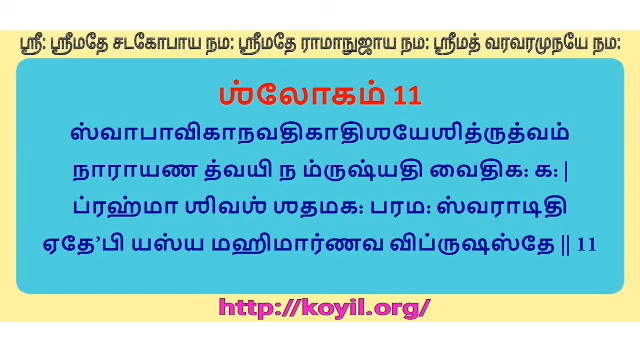 ஸ்ரீ: ஸ்ரீமதே சடகோபாய நம: ஸ்ரீமதே ராமாநுஜாய நம: ஸ்ரீமத் வரவரமுநயே நம:
ஶ்லோகம் 11
ஸ்வாபாவிகாநவதிகாதிஶயேஶித்ருத்வம்
நாராயண த்வயி ந ம்ருஷ்யதி வைதிக: க: |
ப்ரஹ்மா ஶிவஶ் ஶதமக: பரம: ஸ்வராடிதி
ஏதே’பி யஸ்ய மஹிமார்ணவ விப்ருஷஸ்தே || 11
http://koyil.org/